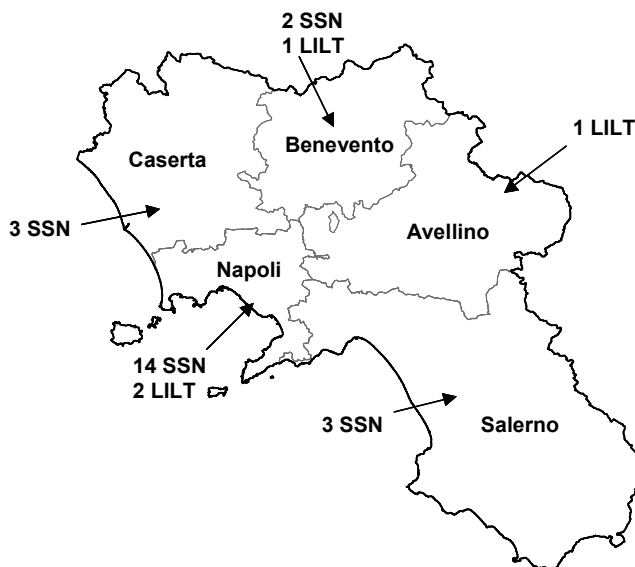 2 SSN
1 LILT
1 LILT
Benevento
Caserta
3 SSN
Avellino
Napoli
14 SSN
2 LILT
3 SSN
Salerno